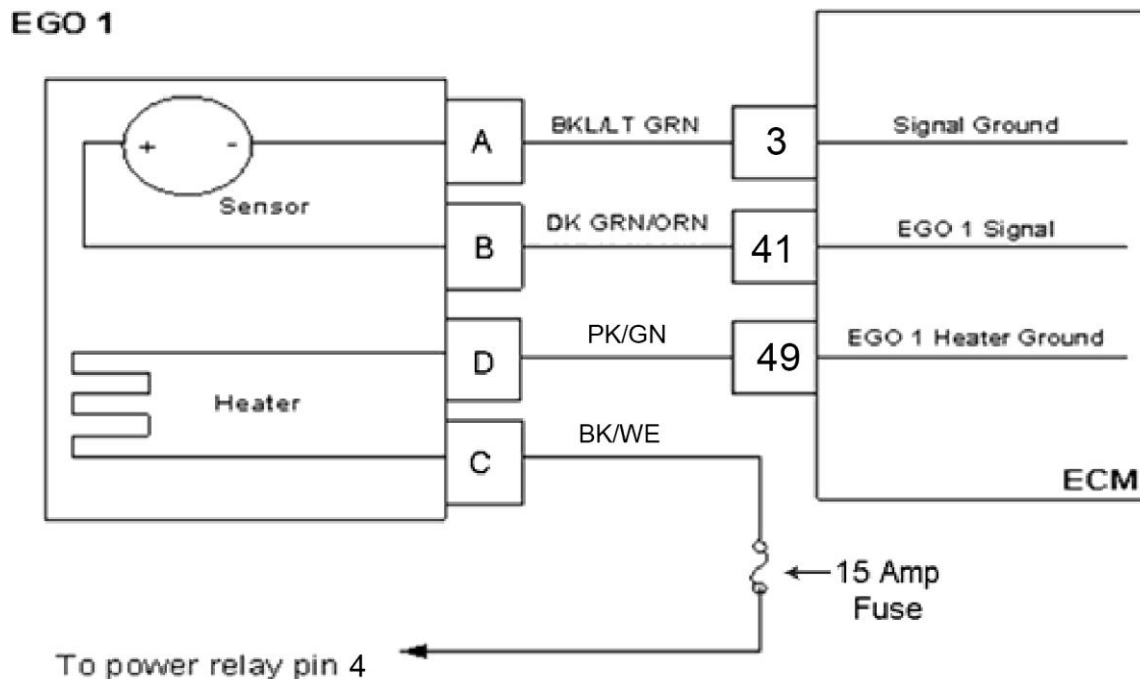 EGO 1
+ -
Sensor
A
BKL/LT GRN
3
Signal Ground
B
DK GRN/ORN
41
EGO 1 Signal
D
PK/GN
49
EGO 1 Heater Ground
Heater
C
BK/WE
ECM
15 Amp
Fuse
To power relay pin 4